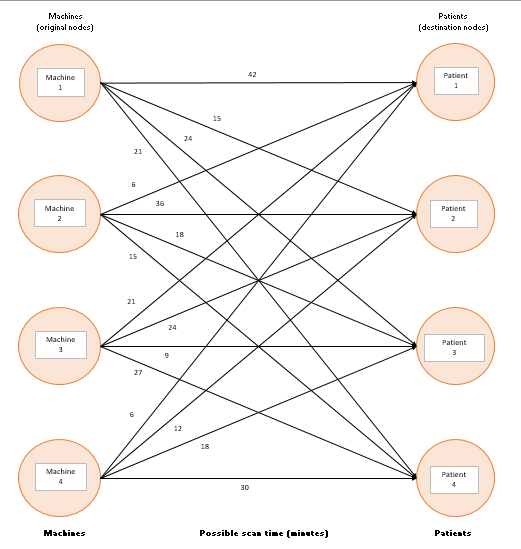 Machines
(original nodes)
Patients
(destination nodes)
Machine
1
42
Patient
1
15
24
21
6
Machine
2
36
Patient
2
18
15
21
Machine
3
24
Patient
3
9
27
6
12
18
Machine
4
30
Patient
4
Machines
Possible scan time (minutes)
Patients